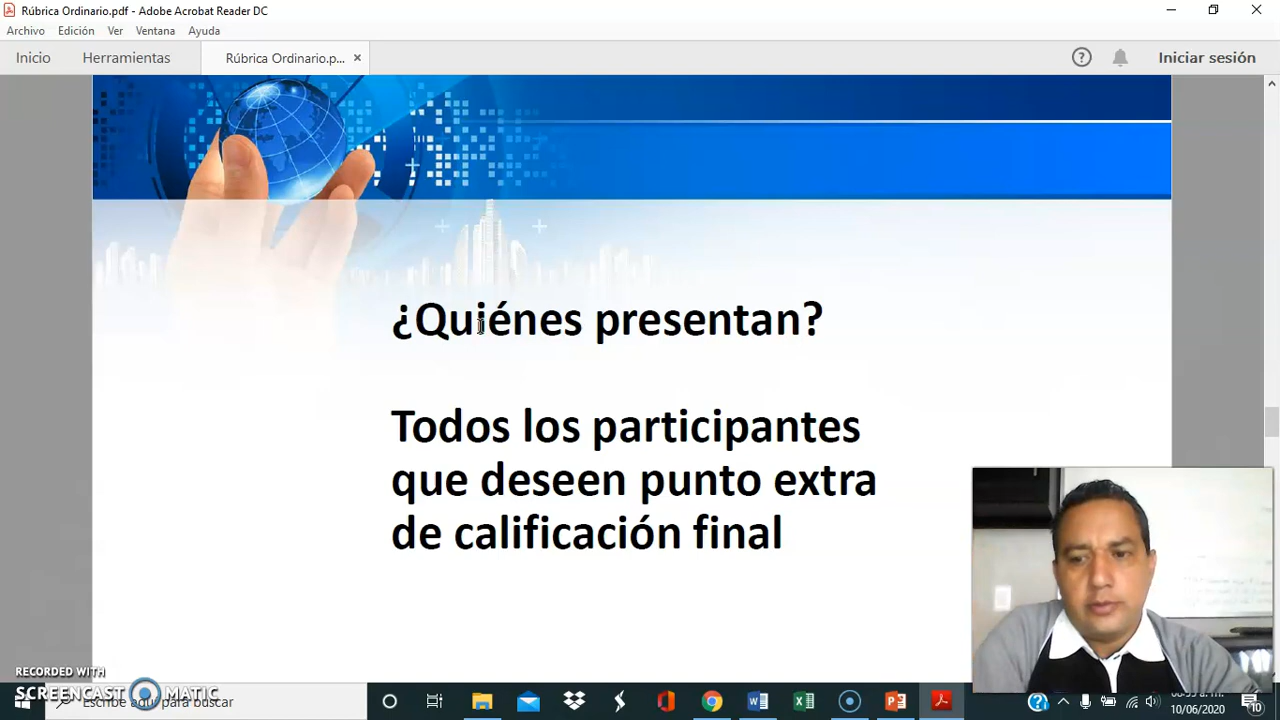 Rúbrica Ordinario.pdf - Adobe Acrobat Reader DC
Archivo Edición Ver Ventana Ayuda
Inicio Herramientas Rúbrica Ordinario.p... × ? Iniciar sesión
¿Quiénes presentan?
Todos los participantes
que deseen punto extra
de calificación final
RECORDED WITH
SCREENCAST MATIC
Escribe aquí para buscar
10/06/2020
10